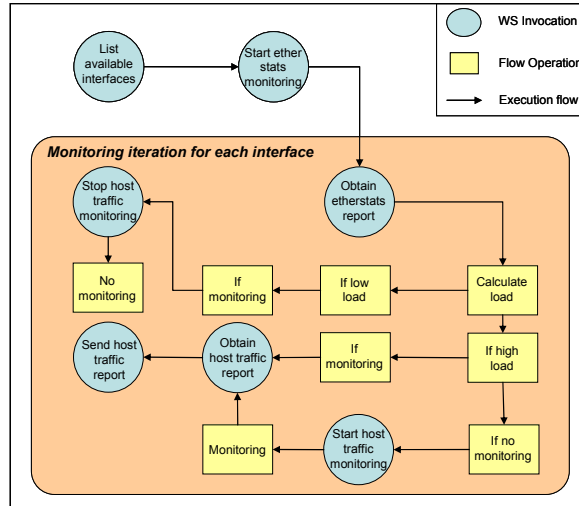 List
available
interfaces
Start ether
stats
monitoring
WS Invocation
Flow Operation
Execution flow
Monitoring iteration for each interface
Stop host
traffic
monitoring
Obtain
etherstats
report
No
monitoring
If
monitoring
If low
load
Calculate
load
Send host
traffic
report
Obtain
host traffic
report
If
monitoring
If high
load
Monitoring
Start host
traffic
monitoring
If no
monitoring